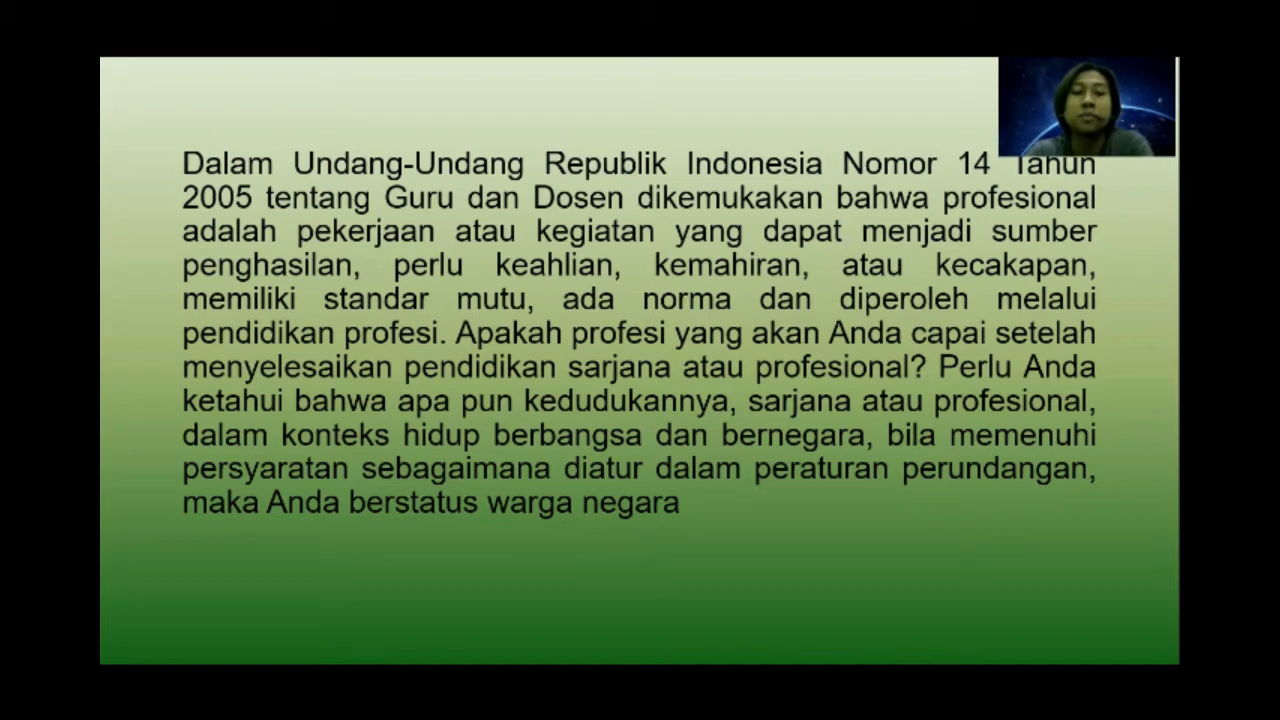 Dalam Undang-Undang Republik Indonesia Nomor 14 Tahun
2005 tentang Guru dan Dosen dikemukakan bahwa profesional
adalah pekerjaan atau kegiatan yang dapat menjadi sumber
penghasilan, perlu keahlian, kemahiran, atau kecakapan,
memiliki standar mutu, ada norma dan diperoleh melalui
pendidikan profesi. Apakah profesi yang akan Anda capai setelah
menyelesaikan pendidikan sarjana atau profesional? Perlu Anda
ketahui bahwa apa pun kedudukannya, sarjana atau profesional,
dalam konteks hidup berbangsa dan bernegara, bila memenuhi
persyaratan sebagaimana diatur dalam peraturan perundangan,
maka Anda berstatus warga negara